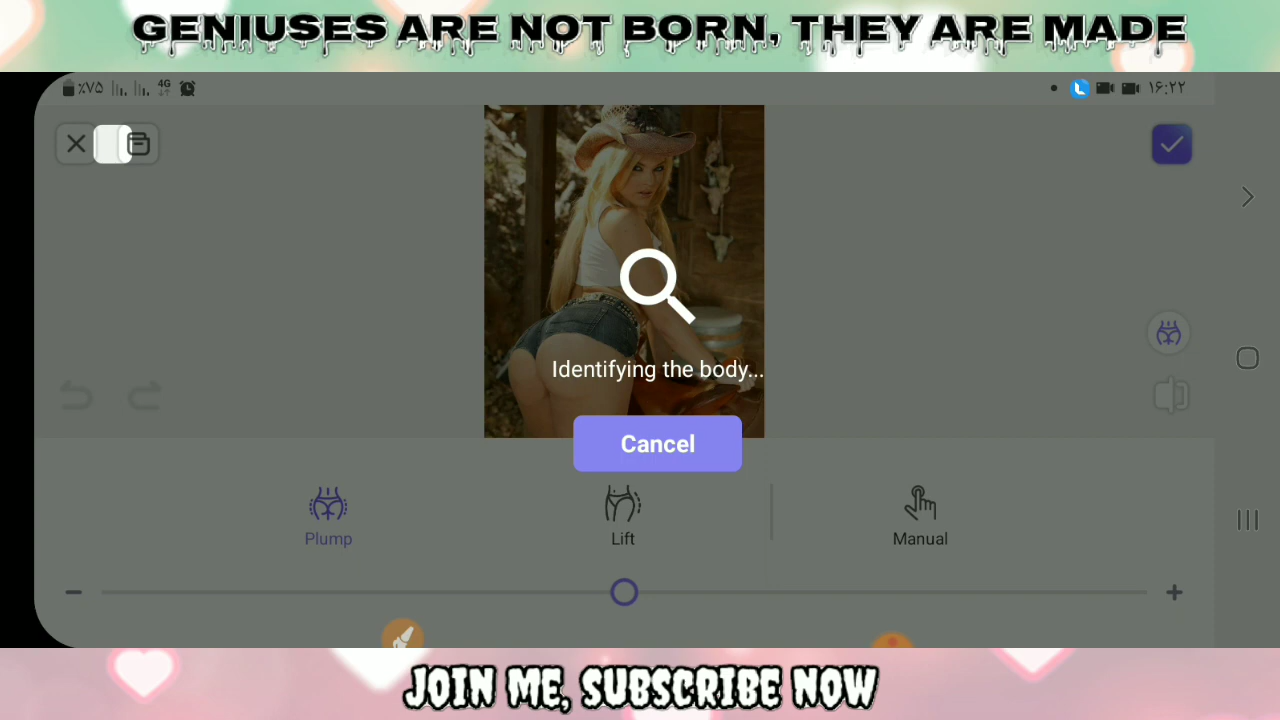 GENIUSES ARE NOT BORN, THEY ARE MADE
٪۷۵ 4G ۱۶:۲۲
Identifying the body...
Cancel
Plump Lift Manual
JOIN ME, SUBSCRIBE NOW